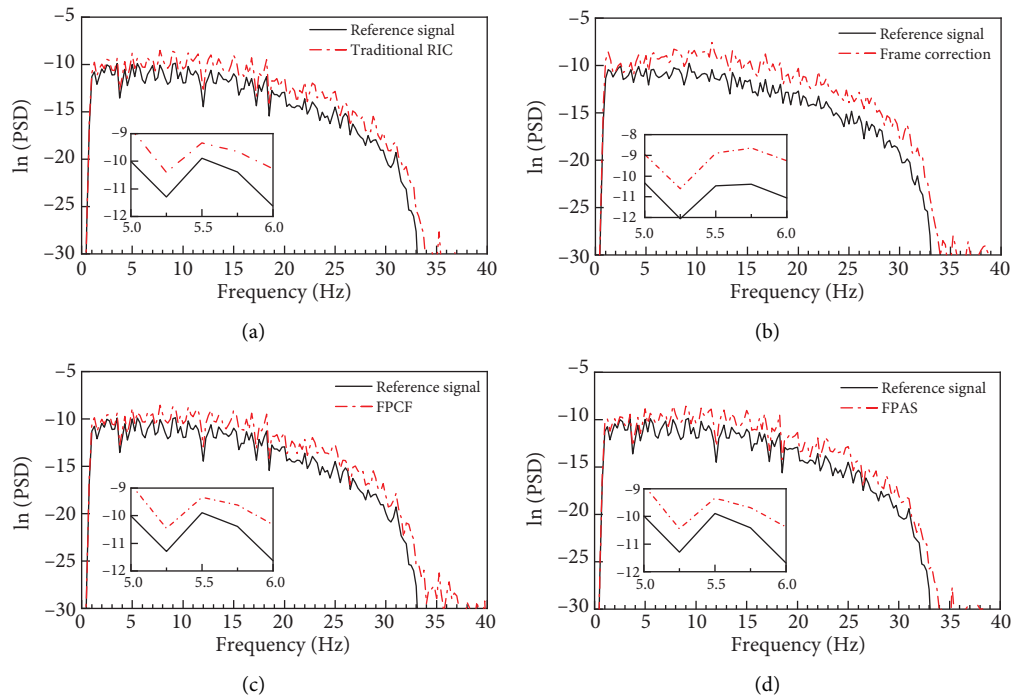 −5
−10
−15
−20
−25
−30
ln (PSD)
Reference signal
Traditional RIC
−9
−10
−11
−12
5.0 5.5 6.0
0 5 10 15 20 25 30 35 40
Frequency (Hz)
(a)
−5
−10
−15
−20
−25
−30
ln (PSD)
Reference signal
Frame correction
−8
−9
−10
−11
−12
5.0 5.5 6.0
0 5 10 15 20 25 30 35 40
Frequency (Hz)
(b)
−5
−10
−15
−20
−25
−30
ln (PSD)
Reference signal
FPCF
−9
−10
−11
−12
5.0 5.5 6.0
0 5 10 15 20 25 30 35 40
Frequency (Hz)
(c)
−5
−10
−15
−20
−25
−30
ln (PSD)
Reference signal
FPAS
−9
−10
−11
−12
5.0 5.5 6.0
0 5 10 15 20 25 30 35 40
Frequency (Hz)
(d)